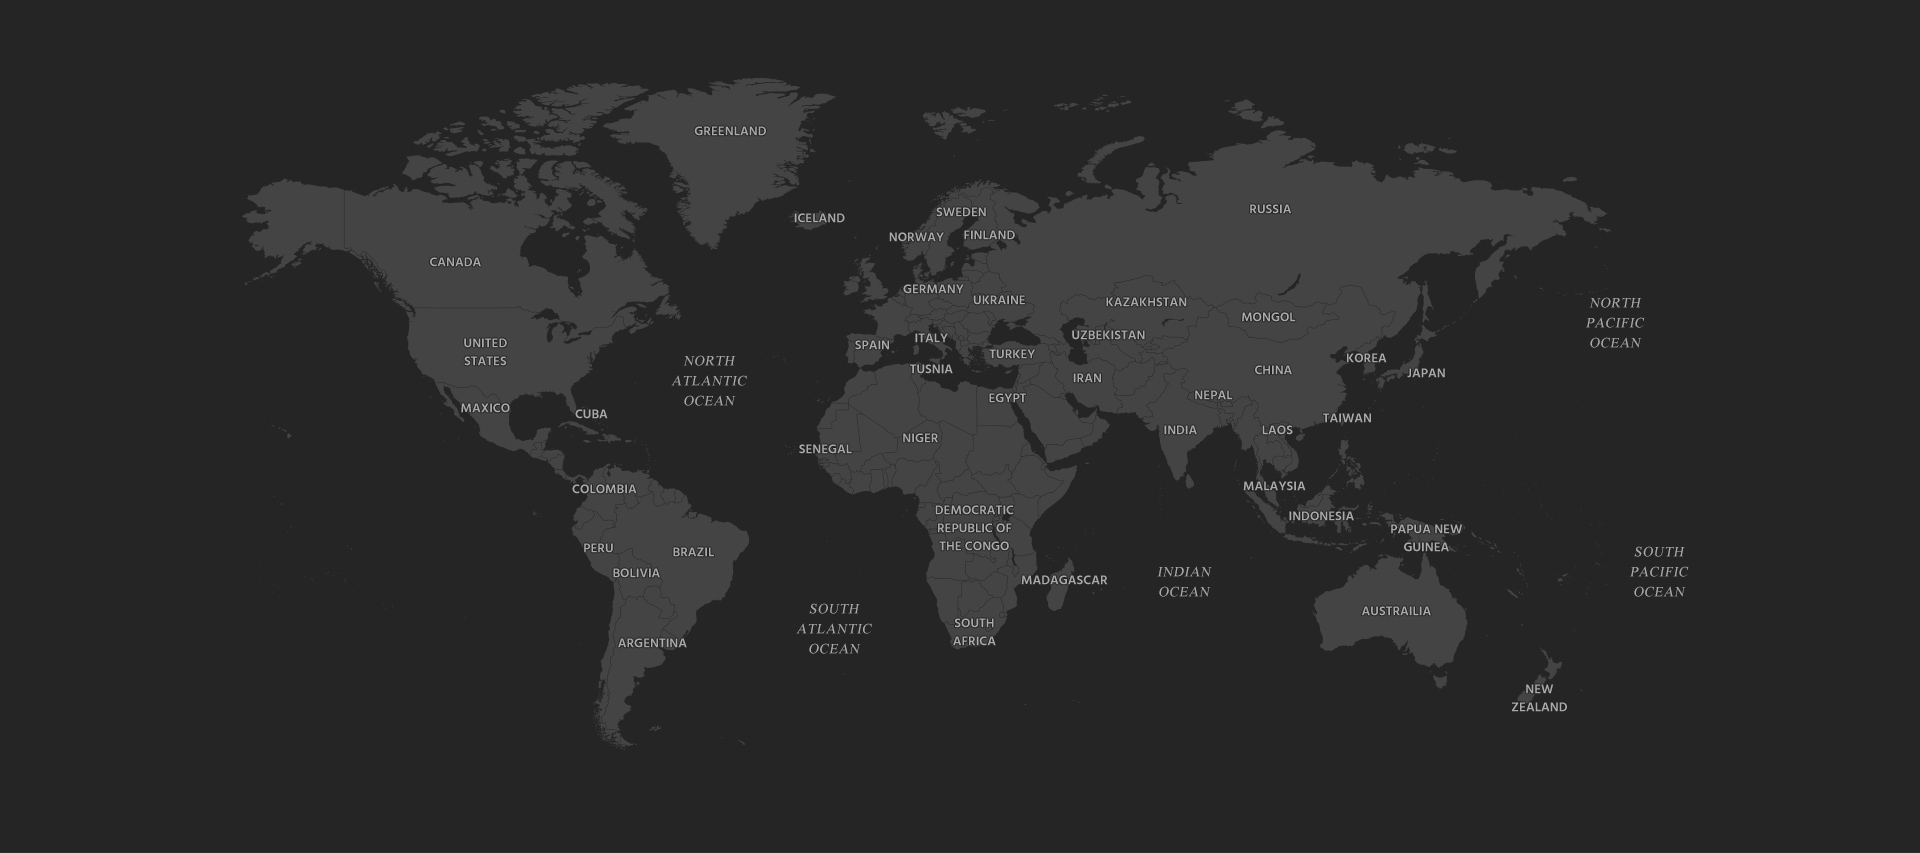 GREENLAND
ICELAND
SWEDEN
NORWAY
FINLAND
RUSSIA
CANADA
GERMANY
UKRAINE
KAZAKHSTAN
MONGOL
NORTH
PACIFIC
OCEAN
UNITED
STATES
SPAIN
ITALY
TURKEY
UZBEKISTAN
KOREA
JAPAN
NORTH
ATLANTIC
OCEAN
TUSNIA
IRAN
CHINA
EGYPT
NEPAL
MAXICO
CUBA
TAIWAN
NIGER
INDIA
LAOS
SENEGAL
COLOMBIA
MALAYSIA
DEMOCRATIC
REPUBLIC OF
THE CONGO
INDONESIA
PAPUA NEW
GUINEA
PERU
BRAZIL
BOLIVIA
MADAGASCAR
INDIAN
OCEAN
SOUTH
PACIFIC
OCEAN
SOUTH
ATLANTIC
OCEAN
AUSTRAILIA
SOUTH
AFRICA
ARGENTINA
NEW
ZEALAND